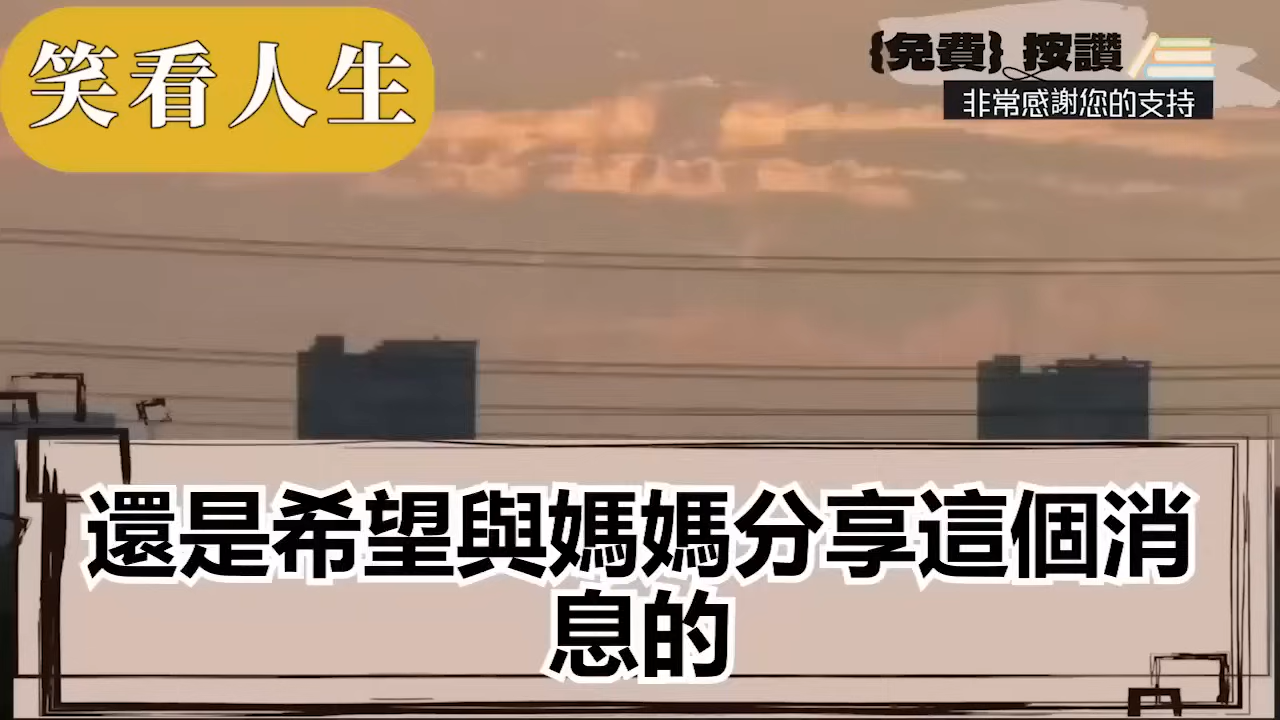 笑看人生
{免費} 按讚
非常感謝您的支持
還是希望與媽媽分享這個消
息的